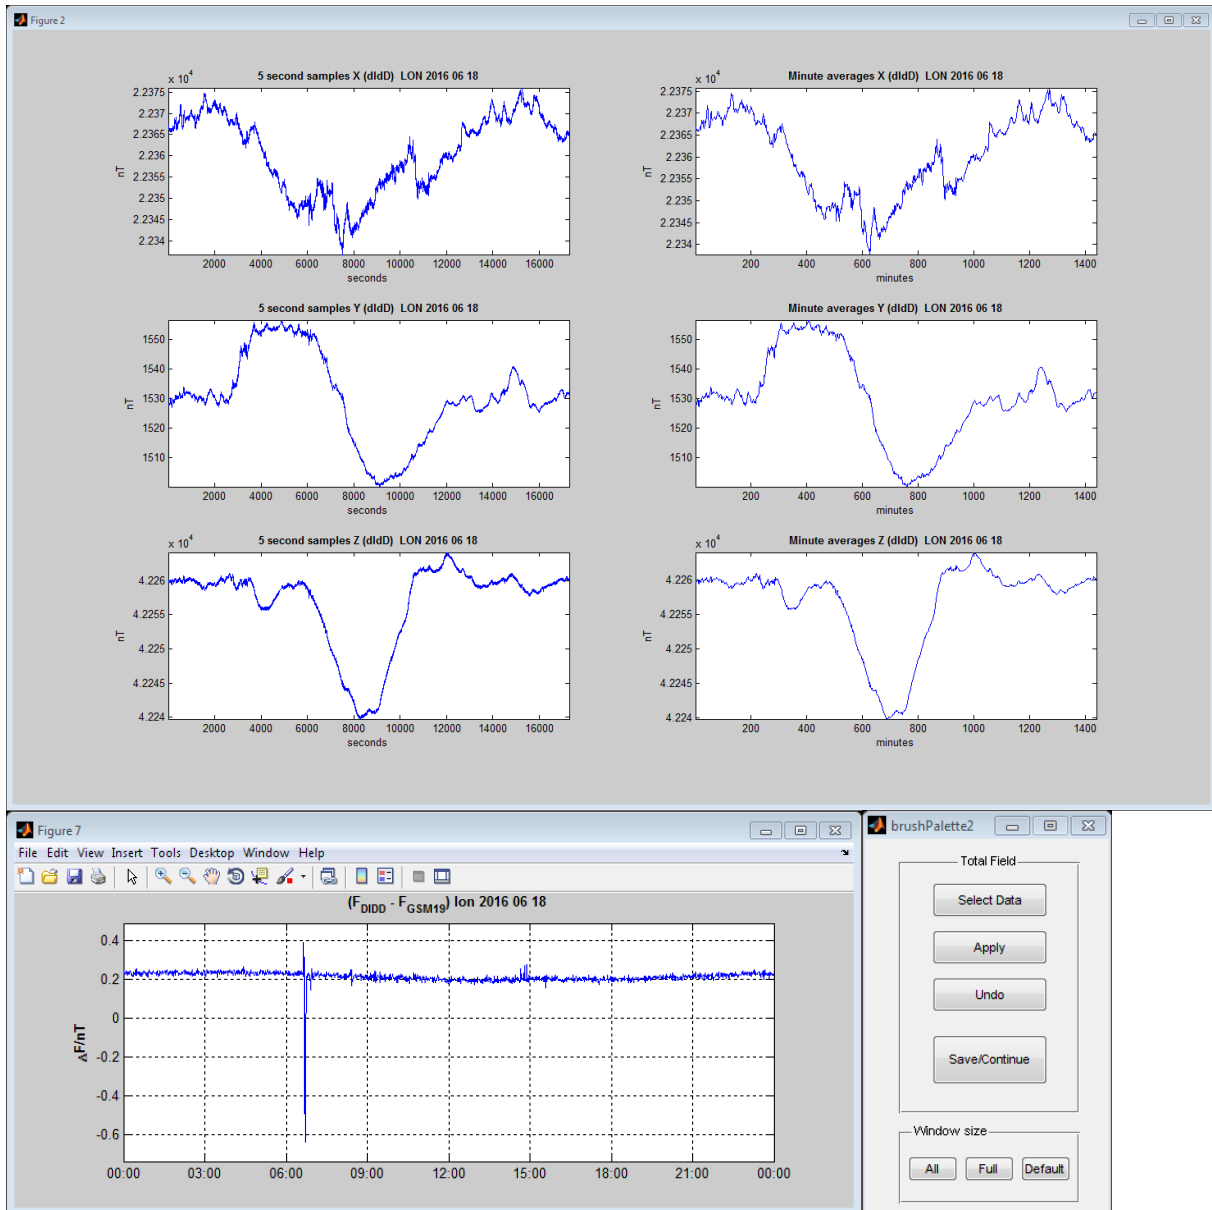 Figure 2
5 second samples X (dIdD) LON 2016 06 18
x 10^4
2.2375
2.237
2.2365
2.236
2.2355
2.235
2.2345
2.234
nT
2000 4000 6000 8000 10000 12000 14000 16000
seconds
Minute averages X (dIdD) LON 2016 06 18
x 10^4
2.2375
2.237
2.2365
2.236
2.2355
2.235
2.2345
2.234
nT
200 400 600 800 1000 1200 1400
minutes
5 second samples Y (dIdD) LON 2016 06 18
1550
1540
1530
1520
1510
nT
2000 4000 6000 8000 10000 12000 14000 16000
seconds
Minute averages Y (dIdD) LON 2016 06 18
1550
1540
1530
1520
1510
nT
200 400 600 800 1000 1200 1400
minutes
5 second samples Z (dIdD) LON 2016 06 18
x 10^4
4.226
4.2255
4.225
4.2245
4.224
nT
2000 4000 6000 8000 10000 12000 14000 16000
seconds
Minute averages Z (dIdD) LON 2016 06 18
x 10^4
4.226
4.2255
4.225
4.2245
4.224
nT
200 400 600 800 1000 1200 1400
minutes
Figure 7
File Edit View Insert Tools Desktop Window Help
(F_DIDD - F_GSM19) lon 2016 06 18
0.4
0.2
0
-0.2
-0.4
-0.6
ΔF/nT
00:00 03:00 06:00 09:00 12:00 15:00 18:00 21:00 00:00
brushPalette2
Total Field
Select Data
Apply
Undo
Save/Continue
Window size
All Full Default